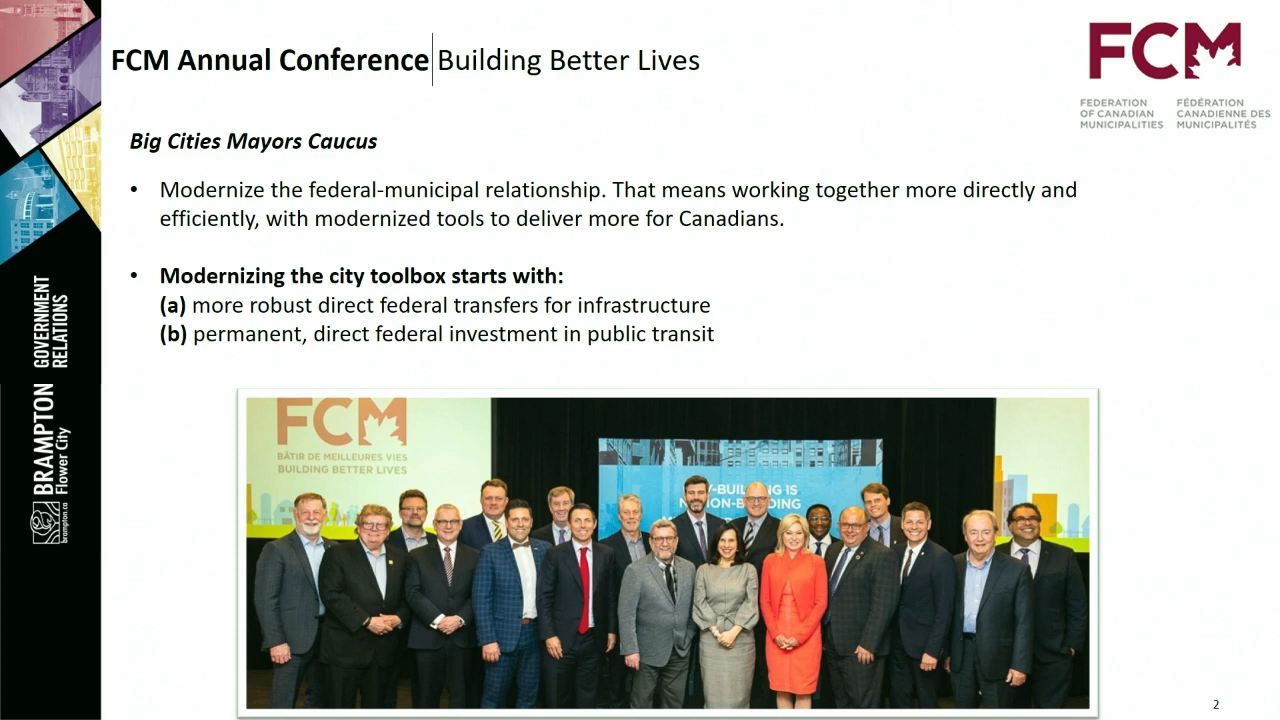 FCM Annual Conference Building Better Lives
FCM
FEDERATION OF CANADIAN MUNICIPALITIES
FÉDÉRATION CANADIENNE DES MUNICIPALITÉS
Big Cities Mayors Caucus
• Modernize the federal-municipal relationship. That means working together more directly and
efficiently, with modernized tools to deliver more for Canadians.
• Modernizing the city toolbox starts with:
(a) more robust direct federal transfers for infrastructure
(b) permanent, direct federal investment in public transit
GOVERNMENT
RELATIONS
BRAMPTON
Flower City
brampton.ca
FCM
BÂTIR DE MEILLEURES VIES
BUILDING BETTER LIVES
Y-BUILDING IS
N TION-BUILDING
2